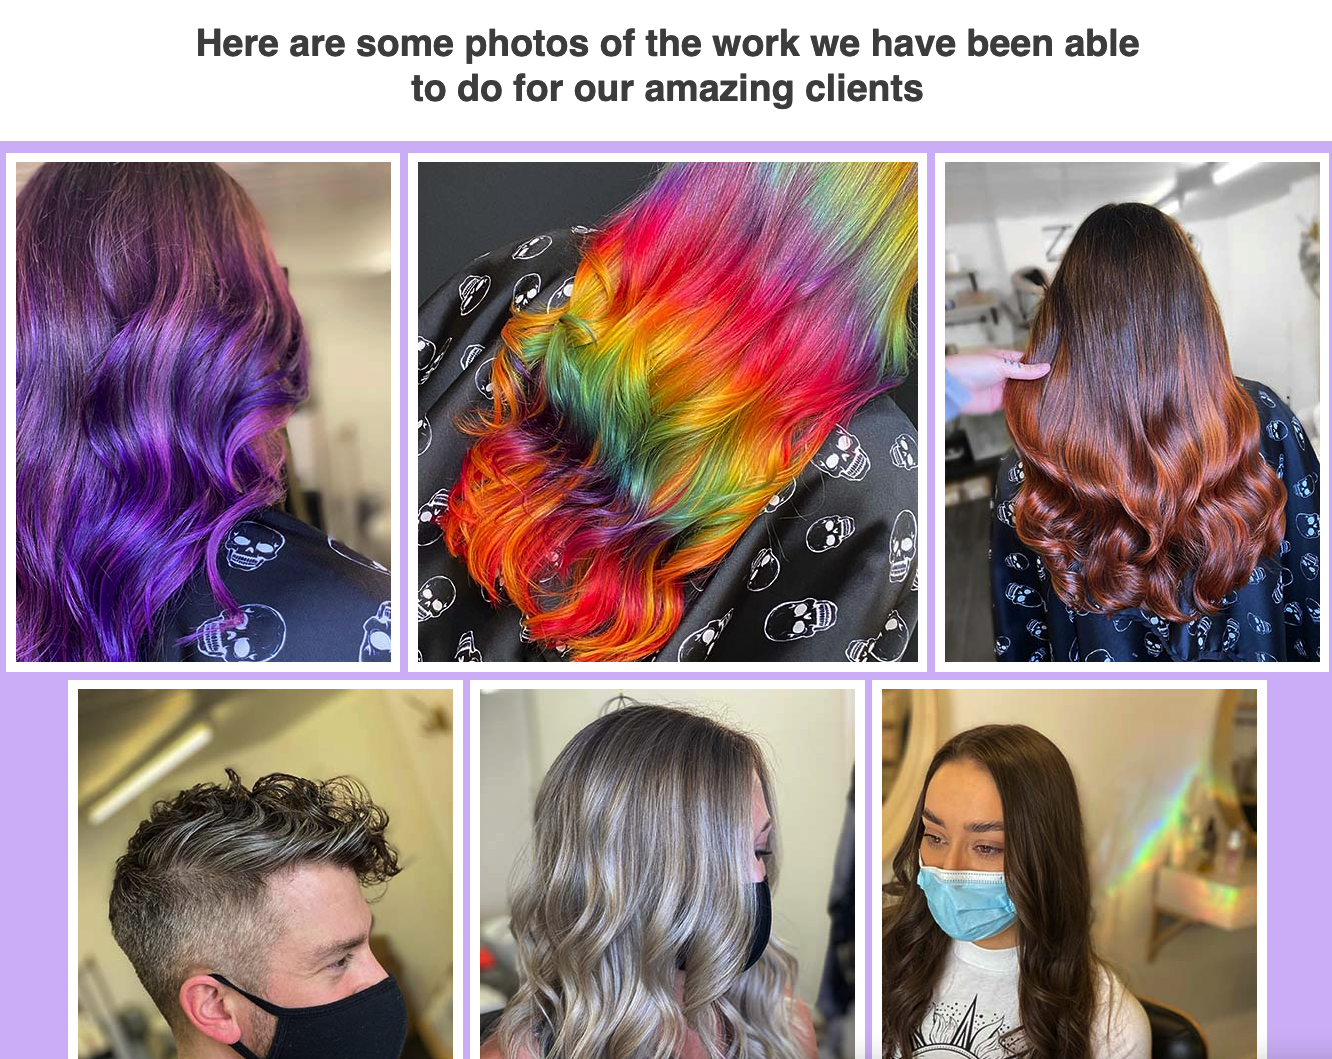 Here are some photos of the work we have been able
to do for our amazing clients